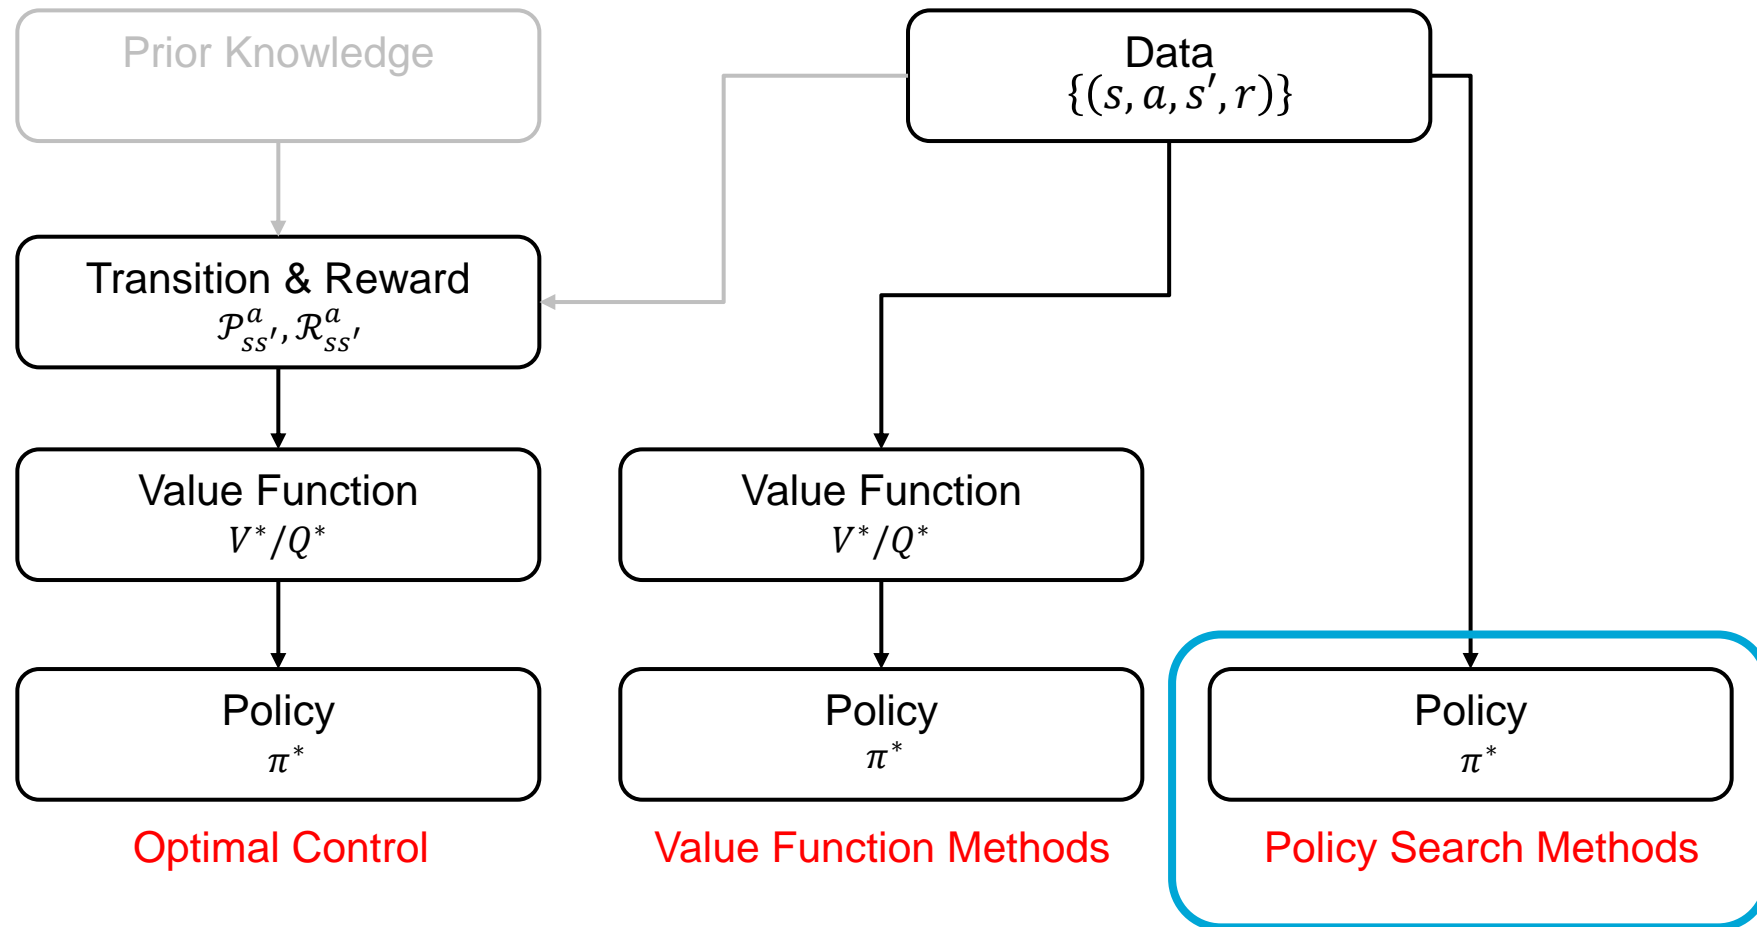 Prior Knowledge
Data
{(s, a, s′, r)}
Transition & Reward
𝒫ᵃₛₛ′, ℛᵃₛₛ′
Value Function
V*/Q*
Value Function
V*/Q*
Policy
π*
Policy
π*
Policy
π*
Optimal Control
Value Function Methods
Policy Search Methods